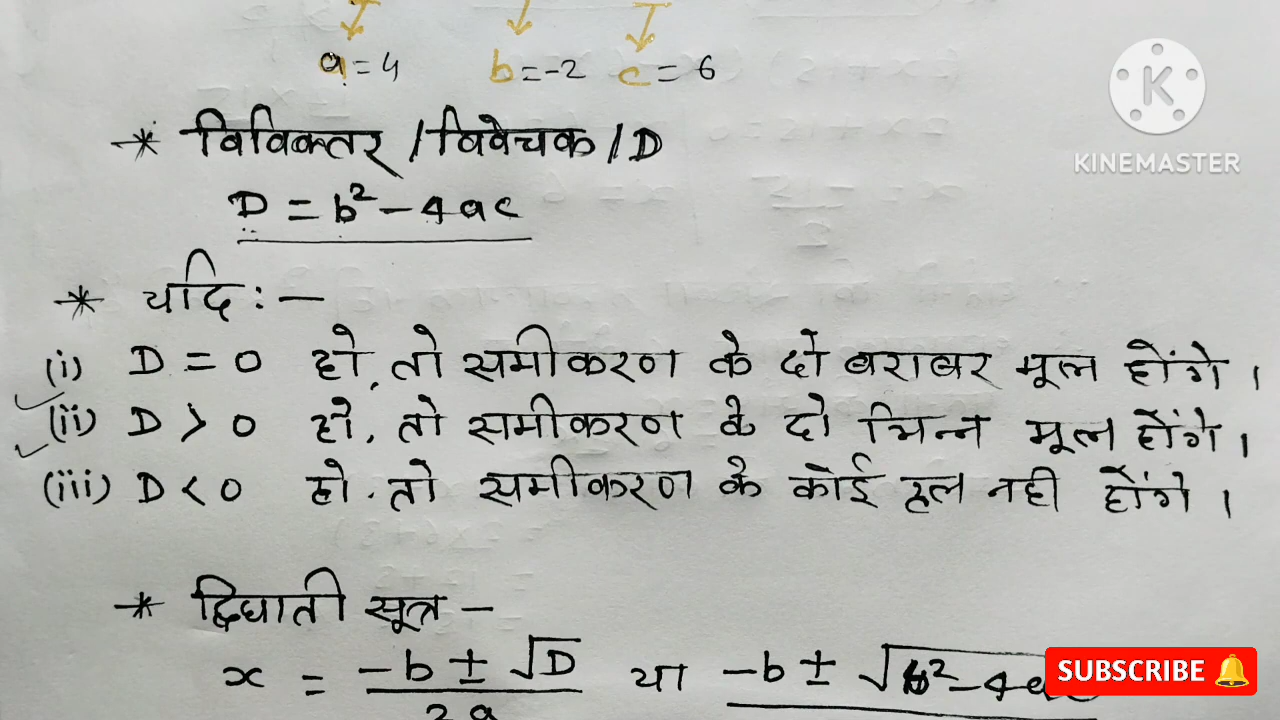 a = 4 b = -2 c = 6
K
KINEMASTER
* विविक्तर / विवेचक / D
D = b² - 4ac
* यदि : —
(i) D = 0 हो, तो समीकरण के दो बराबर मूल होंगे ।
(ii) D > 0 हो, तो समीकरण के दो भिन्न मूल होंगे ।
(iii) D < 0 हो. तो समीकरण के कोई हल नही होंगे ।
* द्विघाती सूत्र —
x = -b ± √D / 2a या -b ± √b² - 4ac
SUBSCRIBE